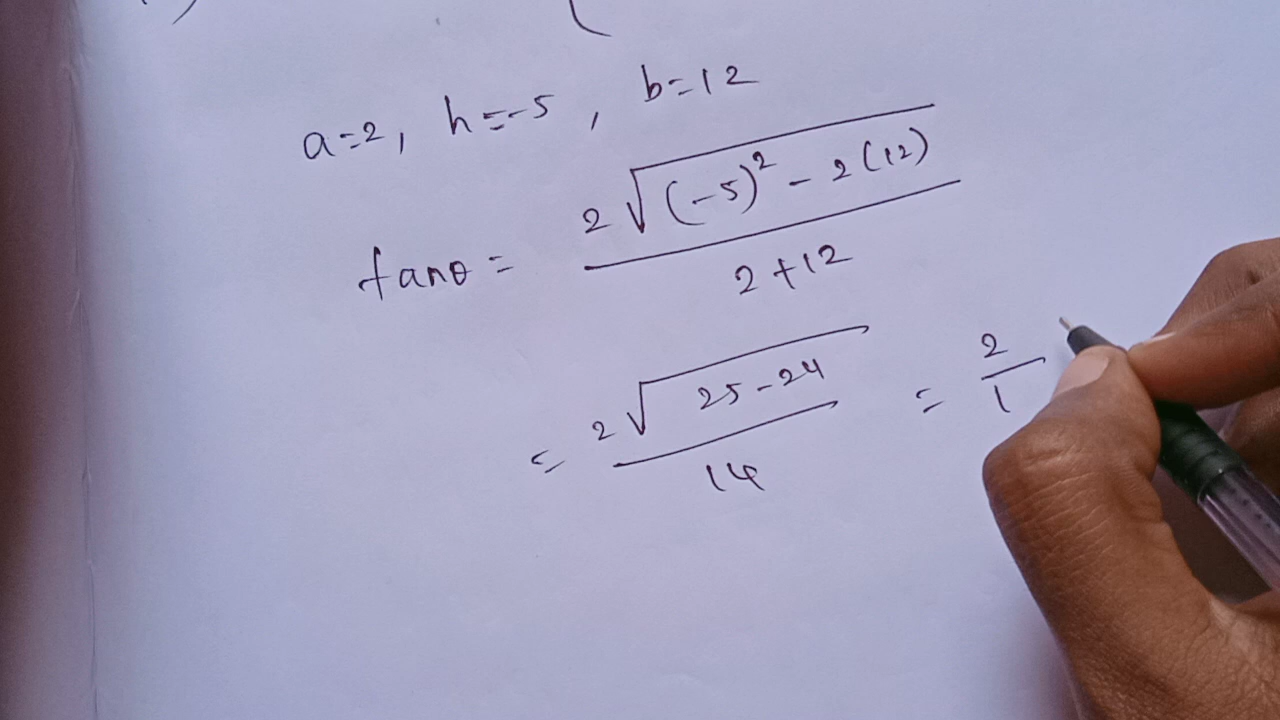 a=2, h=-5, b=12
tanθ = 2√((-5)² - 2(12)) / 2+12
= 2√(25-24) / 14 = 2 / 1